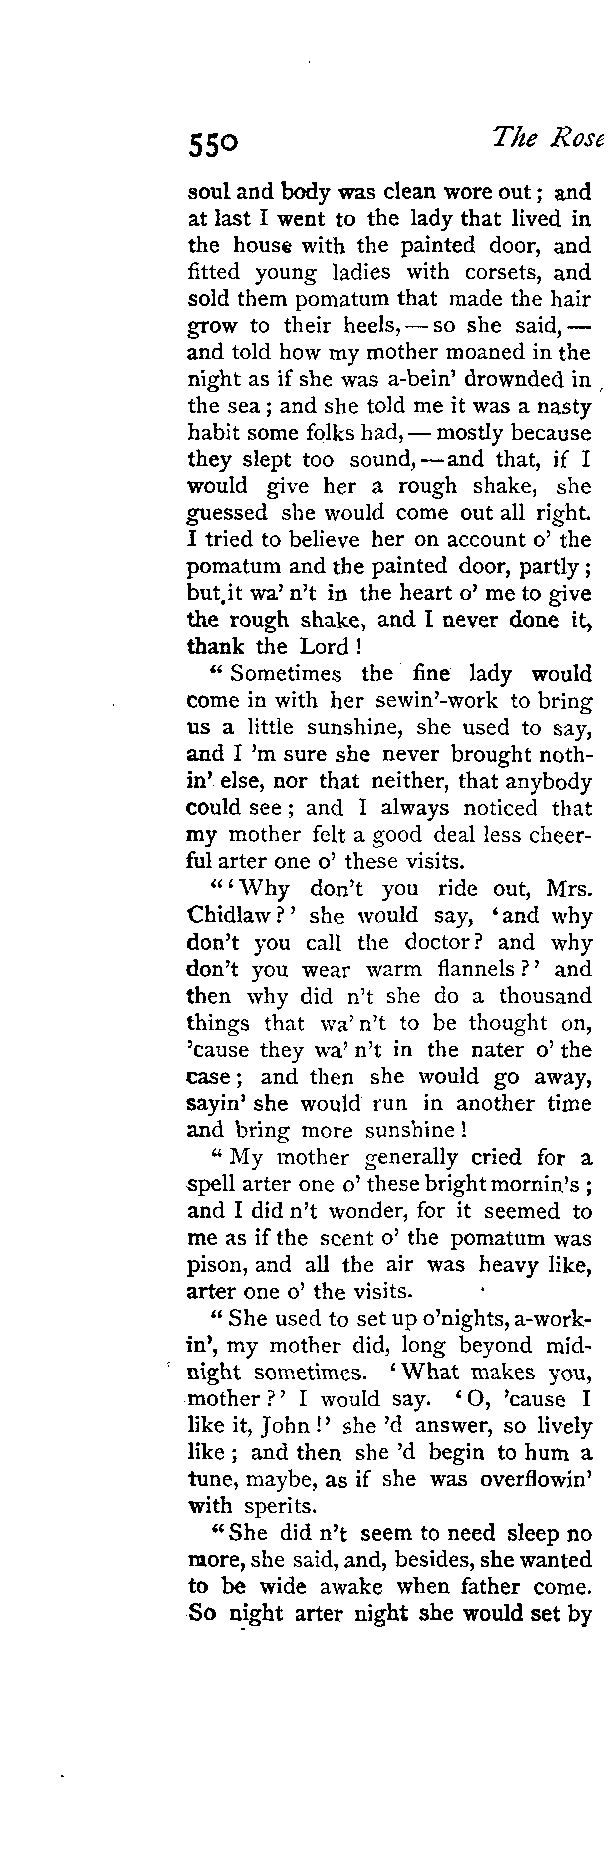 550
The Rose
soul and body was clean wore out; and
at last I went to the lady that lived in
the house with the painted door, and
fitted young ladies with corsets, and
sold them pomatum that made the hair
grow to their heels,—so she said,—
and told how my mother moaned in the
night as if she was a-bein' drownded in
the sea; and she told me it was a nasty
habit some folks had,—mostly because
they slept too sound,—and that, if I
would give her a rough shake, she
guessed she would come out all right.
I tried to believe her on account o' the
pomatum and the painted door, partly;
but it wa' n't in the heart o' me to give
the rough shake, and I never done it,
thank the Lord!
"Sometimes the fine lady would
come in with her sewin'-work to bring
us a little sunshine, she used to say,
and I 'm sure she never brought noth-
in' else, nor that neither, that anybody
could see; and I always noticed that
my mother felt a good deal less cheer-
ful arter one o' these visits.
"'Why don't you ride out, Mrs.
Chidlaw?' she would say, 'and why
don't you call the doctor? and why
don't you wear warm flannels?' and
then why did n't she do a thousand
things that wa' n't to be thought on,
'cause they wa' n't in the nater o' the
case; and then she would go away,
sayin' she would run in another time
and bring more sunshine!
"My mother generally cried for a
spell arter one o' these bright mornin's;
and I did n't wonder, for it seemed to
me as if the scent o' the pomatum was
pison, and all the air was heavy like,
arter one o' the visits.
"She used to set up o'nights, a-work-
in', my mother did, long beyond mid-
night sometimes. 'What makes you,
mother?' I would say. 'O, 'cause I
like it, John!' she 'd answer, so lively
like; and then she 'd begin to hum a
tune, maybe, as if she was overflowin'
with sperits.
"She did n't seem to need sleep no
more, she said, and, besides, she wanted
to be wide awake when father come.
So night arter night she would set by